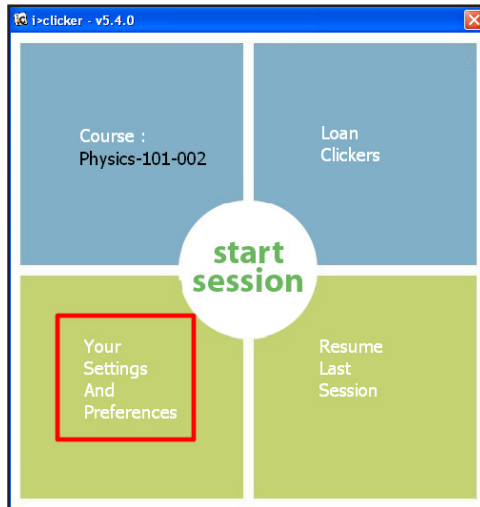 i>clicker - v5.4.0
Course :
Physics-101-002
Loan
Clickers
start
session
Your
Settings
And
Preferences
Resume
Last
Session